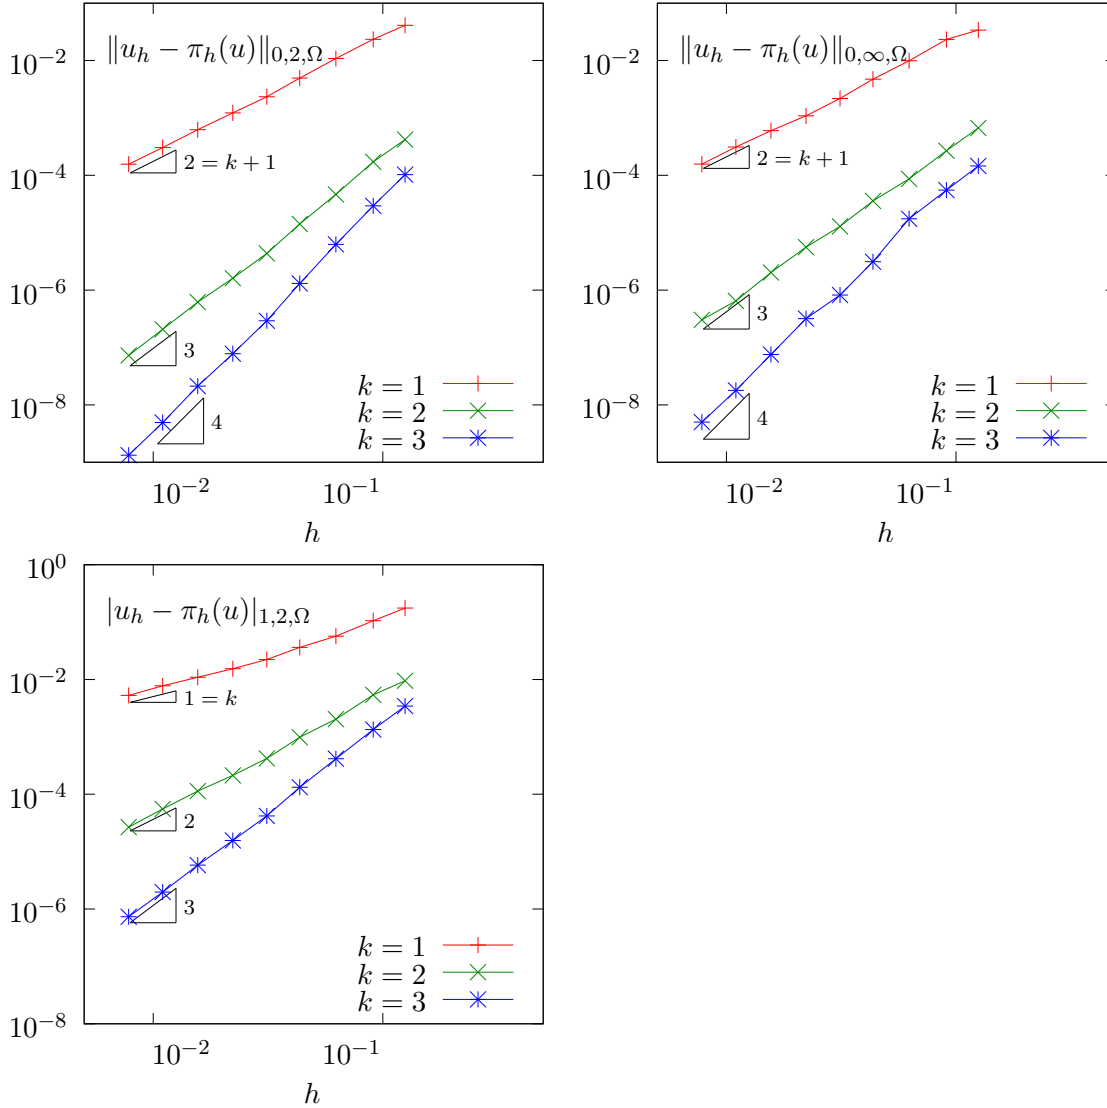 ‖u_h − π_h(u)‖_{0,2,Ω}
10^{−2}
10^{−4}
10^{−6}
10^{−8}
2 = k + 1
3
4
k = 1
k = 2
k = 3
10^{−2}
10^{−1}
h
‖u_h − π_h(u)‖_{0,∞,Ω}
10^{−2}
10^{−4}
10^{−6}
10^{−8}
2 = k + 1
3
4
k = 1
k = 2
k = 3
10^{−2}
10^{−1}
h
|u_h − π_h(u)|_{1,2,Ω}
10^{0}
10^{−2}
10^{−4}
10^{−6}
10^{−8}
1 = k
2
3
k = 1
k = 2
k = 3
10^{−2}
10^{−1}
h